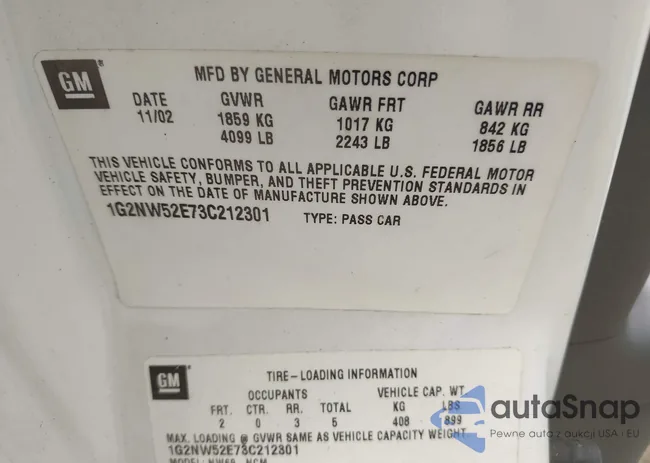 GM
MFD BY GENERAL MOTORS CORP
DATE GVWR GAWR FRT GAWR RR
11/02 1859 KG 1017 KG 842 KG
4099 LB 2243 LB 1856 LB
THIS VEHICLE CONFORMS TO ALL APPLICABLE U.S. FEDERAL MOTOR
VEHICLE SAFETY, BUMPER, AND THEFT PREVENTION STANDARDS IN
EFFECT ON THE DATE OF MANUFACTURE SHOWN ABOVE.
1G2NW52E73C212301 TYPE: PASS CAR
GM
TIRE-LOADING INFORMATION
OCCUPANTS VEHICLE CAP. WT.
FRT. CTR. RR. TOTAL KG LBS
2 0 3 5 408 899
MAX. LOADING @ GVWR SAME AS VEHICLE CAPACITY WEIGHT
1G2NW52E73C212301
autoSnap
Pewne auto z aukcji USA i EU